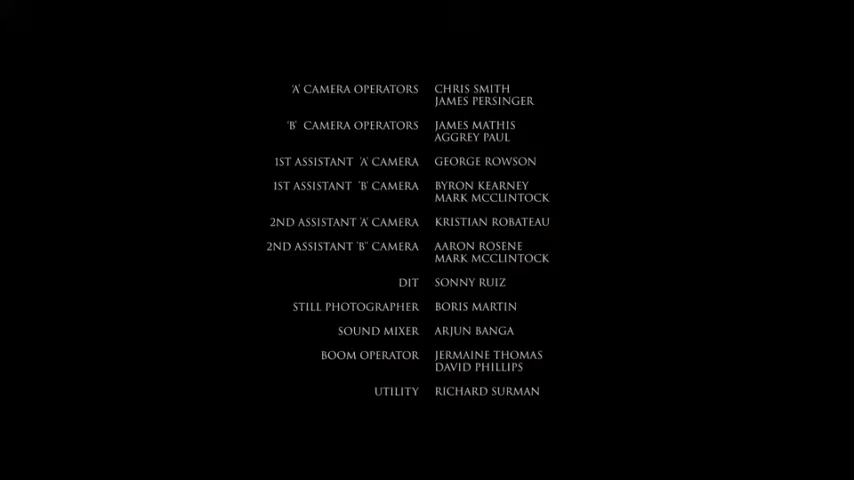 'A' CAMERA OPERATORS CHRIS SMITH
JAMES PERSINGER
'B' CAMERA OPERATORS JAMES MATHIS
AGGREY PAUL
1ST ASSISTANT 'A' CAMERA GEORGE ROWSON
1ST ASSISTANT 'B' CAMERA BYRON KEARNEY
MARK MCCLINTOCK
2ND ASSISTANT 'A' CAMERA KRISTIAN ROBATEAU
2ND ASSISTANT 'B" CAMERA AARON ROSENE
MARK MCCLINTOCK
DIT SONNY RUIZ
STILL PHOTOGRAPHER BORIS MARTIN
SOUND MIXER ARJUN BANGA
BOOM OPERATOR JERMAINE THOMAS
DAVID PHILLIPS
UTILITY RICHARD SURMAN